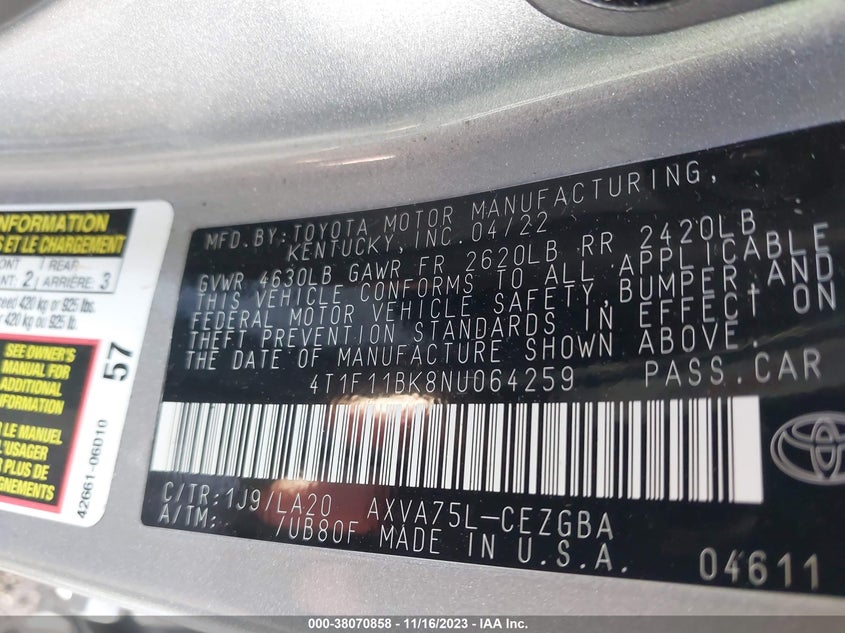 NFORMATION
S ET LE CHARGEMENT
ONT | REAR
NT: 2 | ARRIÈRE: 3
ceed 420 kg or 925 lbs.
r 420 kg ou 925 lb.
SEE OWNER'S
MANUAL FOR
ADDITIONAL
INFORMATION
LE MANUEL
L'USAGER
PLUS DE
GNEMENTS
57
42661-06D10
MFD.BY: TOYOTA MOTOR MANUFACTURING,
KENTUCKY, INC. 04/22
GVWR 4630LB GAWR FR 2620LB RR 2420LB
THIS VEHICLE CONFORMS TO ALL APPLICABLE
FEDERAL MOTOR VEHICLE SAFETY,BUMPER,AND
THEFT PREVENTION STANDARDS IN EFFECT ON
THE DATE OF MANUFACTURE SHOWN ABOVE.
4T1F11BK8NU064259 PASS.CAR
C/TR:1J9/LA20 AXVA75L-CEZGBA
A/TM: /UB80F MADE IN U.S.A.
04611
000-38070858 - 11/16/2023 - IAA Inc.